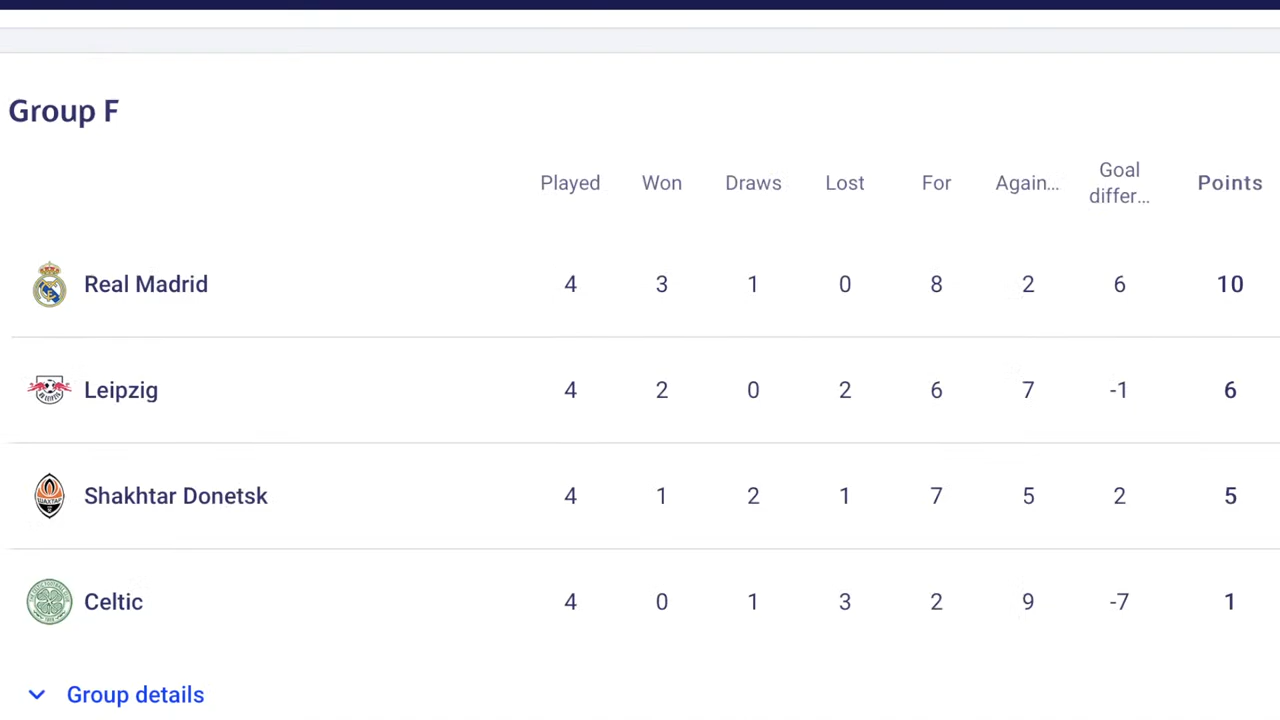 Group F
Played Won Draws Lost For Again... Goal differ... Points
Real Madrid 4 3 1 0 8 2 6 10
Leipzig 4 2 0 2 6 7 -1 6
Shakhtar Donetsk 4 1 2 1 7 5 2 5
Celtic 4 0 1 3 2 9 -7 1
Group details